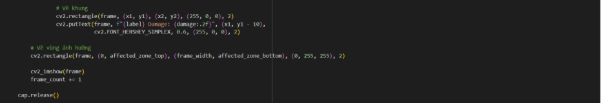 # Vẽ khung
cv2.rectangle(frame, (x1, y1), (x2, y2), (255, 0, 0), 2)
cv2.putText(frame, f"{label} Damage: {damage:.2f}", (x1, y1 - 10),
cv2.FONT_HERSHEY_SIMPLEX, 0.6, (255, 0, 0), 2)
# Vẽ vùng ảnh hưởng
cv2.rectangle(frame, (0, affected_zone_top), (frame_width, affected_zone_bottom), (0, 255, 255), 2)
cv2_imshow(frame)
frame_count += 1
cap.release()